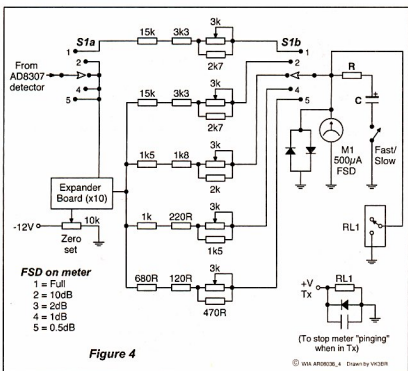 S1a
15k
3k3
3k
S1b
1
2k7
1
From
AD8307
detector
2
4
5
15k
3k3
3k
2k7
2
4
5
R
C
Fast/
Slow
M1
500µA
FSD
1k5
1k8
3k
2k
Expander
Board (x10)
-12V
10k
Zero
set
1k
220R
3k
1k5
RL1
FSD on meter
1 = Full
2 = 10dB
3 = 2dB
4 = 1dB
5 = 0.5dB
680R
120R
3k
470R
+V
Tx
RL1
(To stop meter "pinging"
when in Tx)
Figure 4
© WIA AR08036_4 Drawn by VK3BR